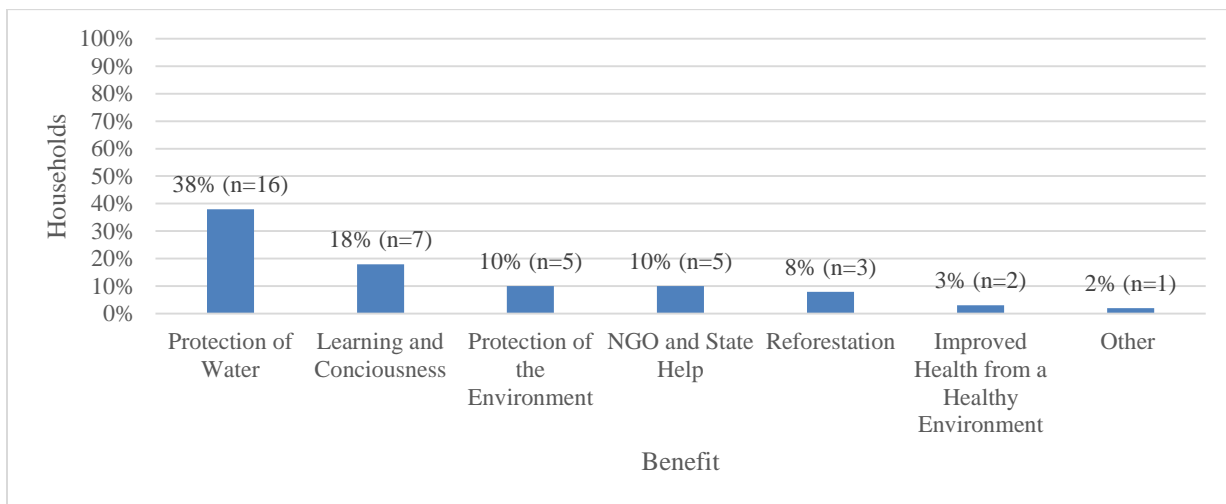 100%
90%
80%
70%
60%
50%
40%
30%
20%
10%
0%
Households
38% (n=16)
18% (n=7)
10% (n=5)
10% (n=5)
8% (n=3)
3% (n=2)
2% (n=1)
Protection of
Water
Learning and
Conciousness
Protection of
the
Environment
NGO and State
Help
Reforestation
Improved
Health from a
Healthy
Environment
Other
Benefit